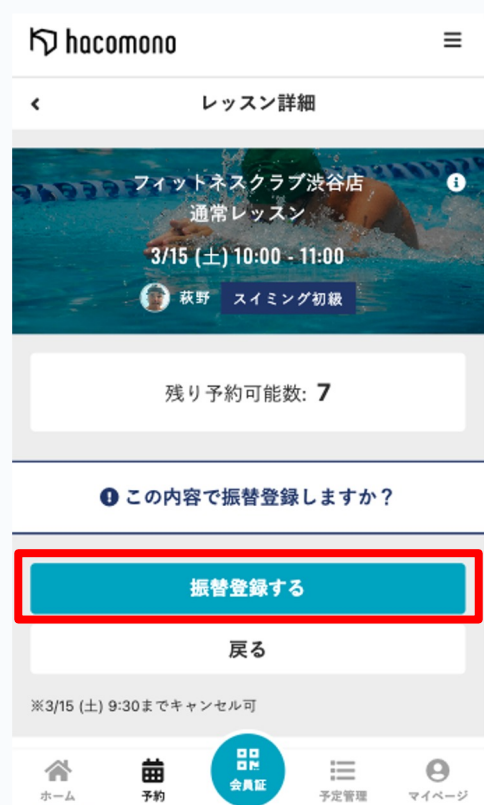 hacomono
レッスン詳細
フィットネスクラブ渋谷店
通常レッスン
3/15 (土) 10:00 - 11:00
萩野 スイミング初級
残り予約可能数: 7
この内容で振替登録しますか？
振替登録する
戻る
※3/15 (土) 9:30までキャンセル可
ホーム 予約 会員証 予定管理 マイページ